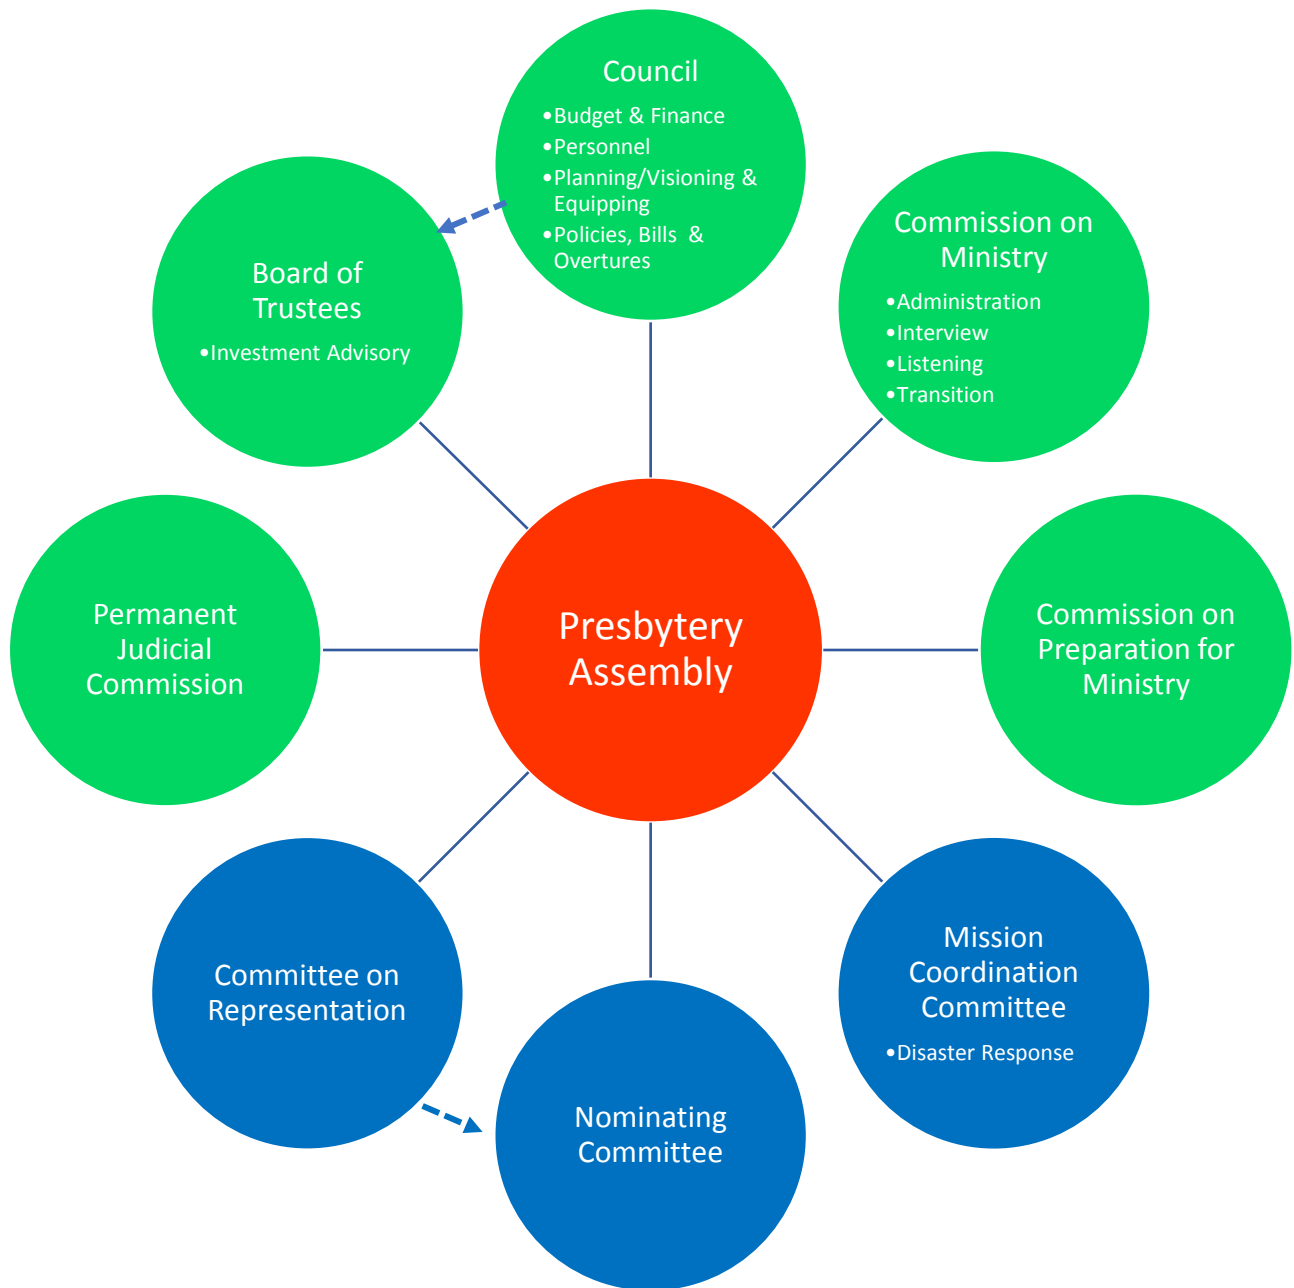 Council
•Budget & Finance
•Personnel
•Planning/Visioning &
Equipping
•Policies, Bills &
Overtures
Commission on
Ministry
•Administration
•Interview
•Listening
•Transition
Commission on
Preparation for
Ministry
Mission
Coordination
Committee
•Disaster Response
Nominating
Committee
Committee on
Representation
Permanent
Judicial
Commission
Board of
Trustees
•Investment Advisory
Presbytery
Assembly